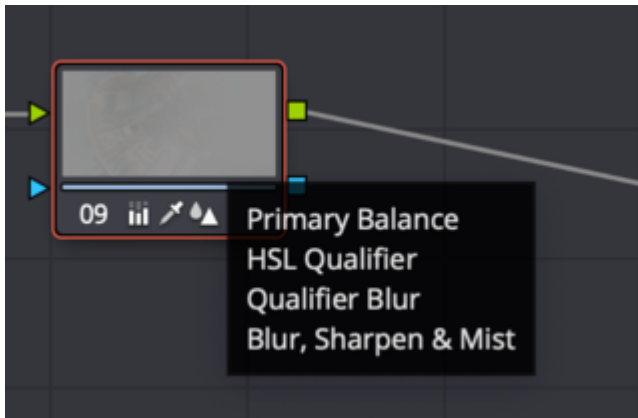 09
Primary Balance
HSL Qualifier
Qualifier Blur
Blur, Sharpen & Mist